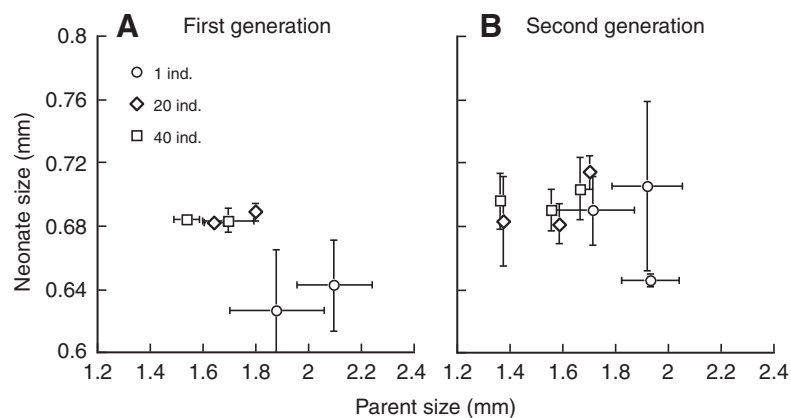 A First generation
B Second generation
0.8
0.76
0.72
0.68
0.64
0.6
Neonate size (mm)
1 ind.
20 ind.
40 ind.
1.2 1.4 1.6 1.8 2 2.2 2.4
1.2 1.4 1.6 1.8 2 2.2 2.4
Parent size (mm)